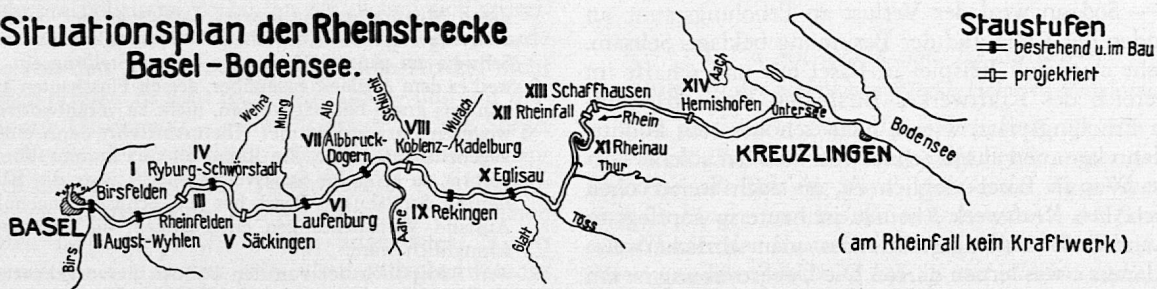 Situationsplan der Rheinstrecke
Basel - Bodensee.
Staustufen
bestehend u. im Bau
projektiert
Wehra
Murg
Alb
Schlücht
Wutach
Aach
XIV
Hemishofen
Untersee
Bodensee
XIII Schaffhausen
XII Rheinfall
Rhein
KREUZLINGEN
XI Rheinau
Thur
I
Birsfelden
IV
Ryburg-Schwörstadt
VII Albbruck-
Dogern
VIII
Koblenz-Kadelburg
X Eglisau
BASEL
III
Rheinfelden
VI
Laufenburg
IX Rekingen
II Augst-Wyhlen
V Säckingen
Birs
Aare
Glatt
Töss
(am Rheinfall kein Kraftwerk)